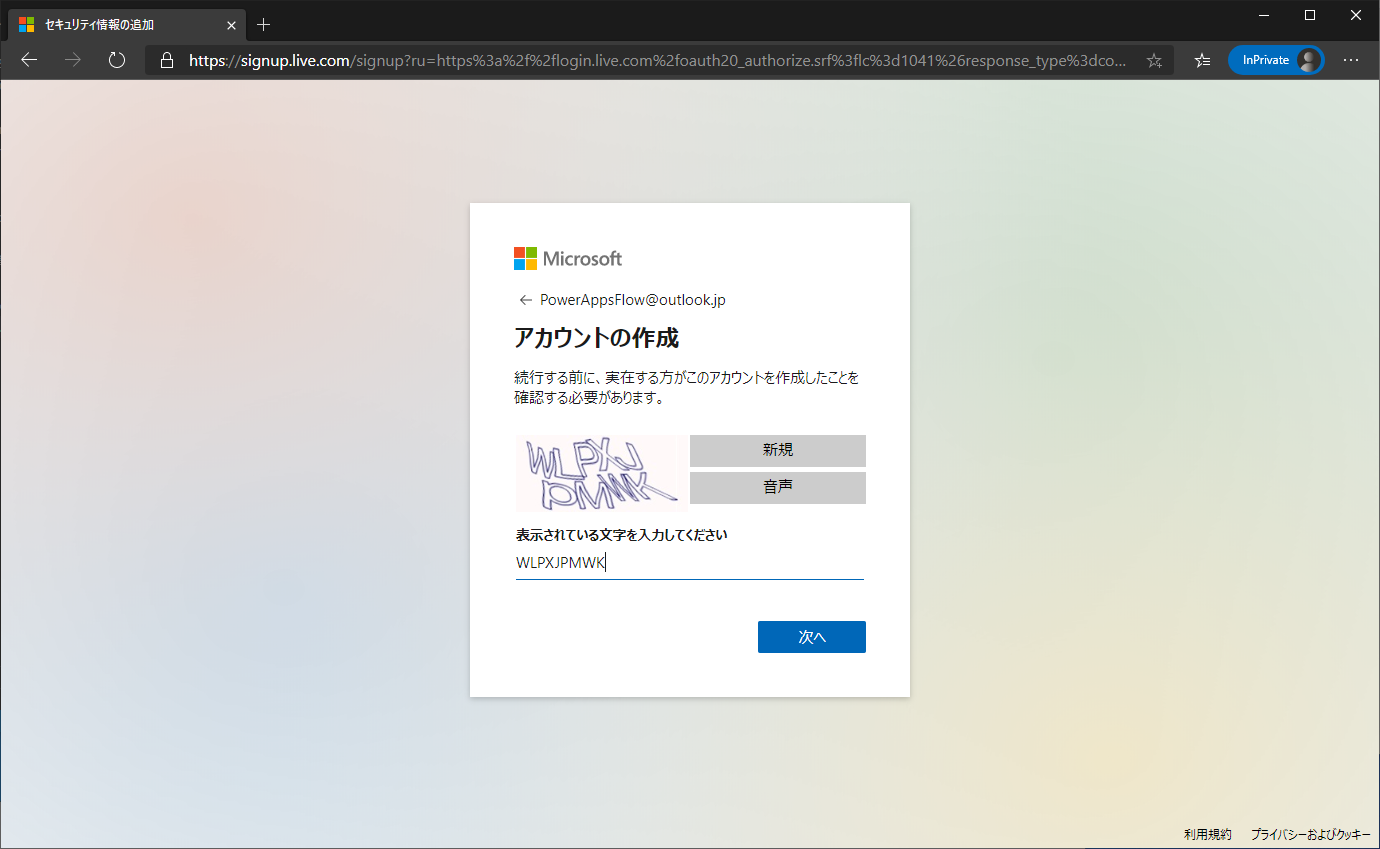 セキュリティ情報の追加
https://signup.live.com/signup?ru=https%3a%2f%2flogin.live.com%2foauth20_authorize.srf%3flc%3d1041%26response_type%3dco...
InPrivate
Microsoft
← PowerAppsFlow@outlook.jp
アカウントの作成
続行する前に、実在する方がこのアカウントを作成したことを
確認する必要があります。
WLPXJ
PMWK
新規
音声
表示されている文字を入力してください
WLPXJPMWK
次へ
利用規約 プライバシーおよびクッキー